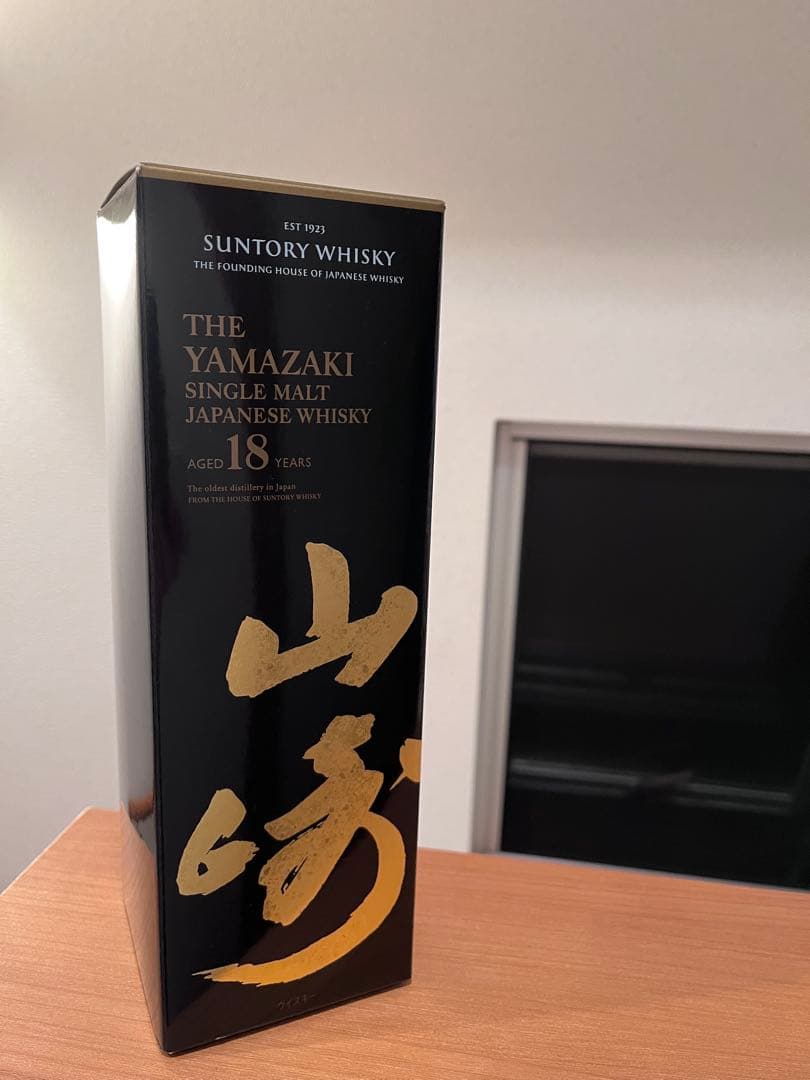 EST 1923
SUNTORY WHISKY
THE FOUNDING HOUSE OF JAPANESE WHISKY
THE
YAMAZAKI
SINGLE MALT
JAPANESE WHISKY
AGED 18 YEARS
The oldest distillery in Japan
FROM THE HOUSE OF SUNTORY WHISKY
山
崎
ウイスキー